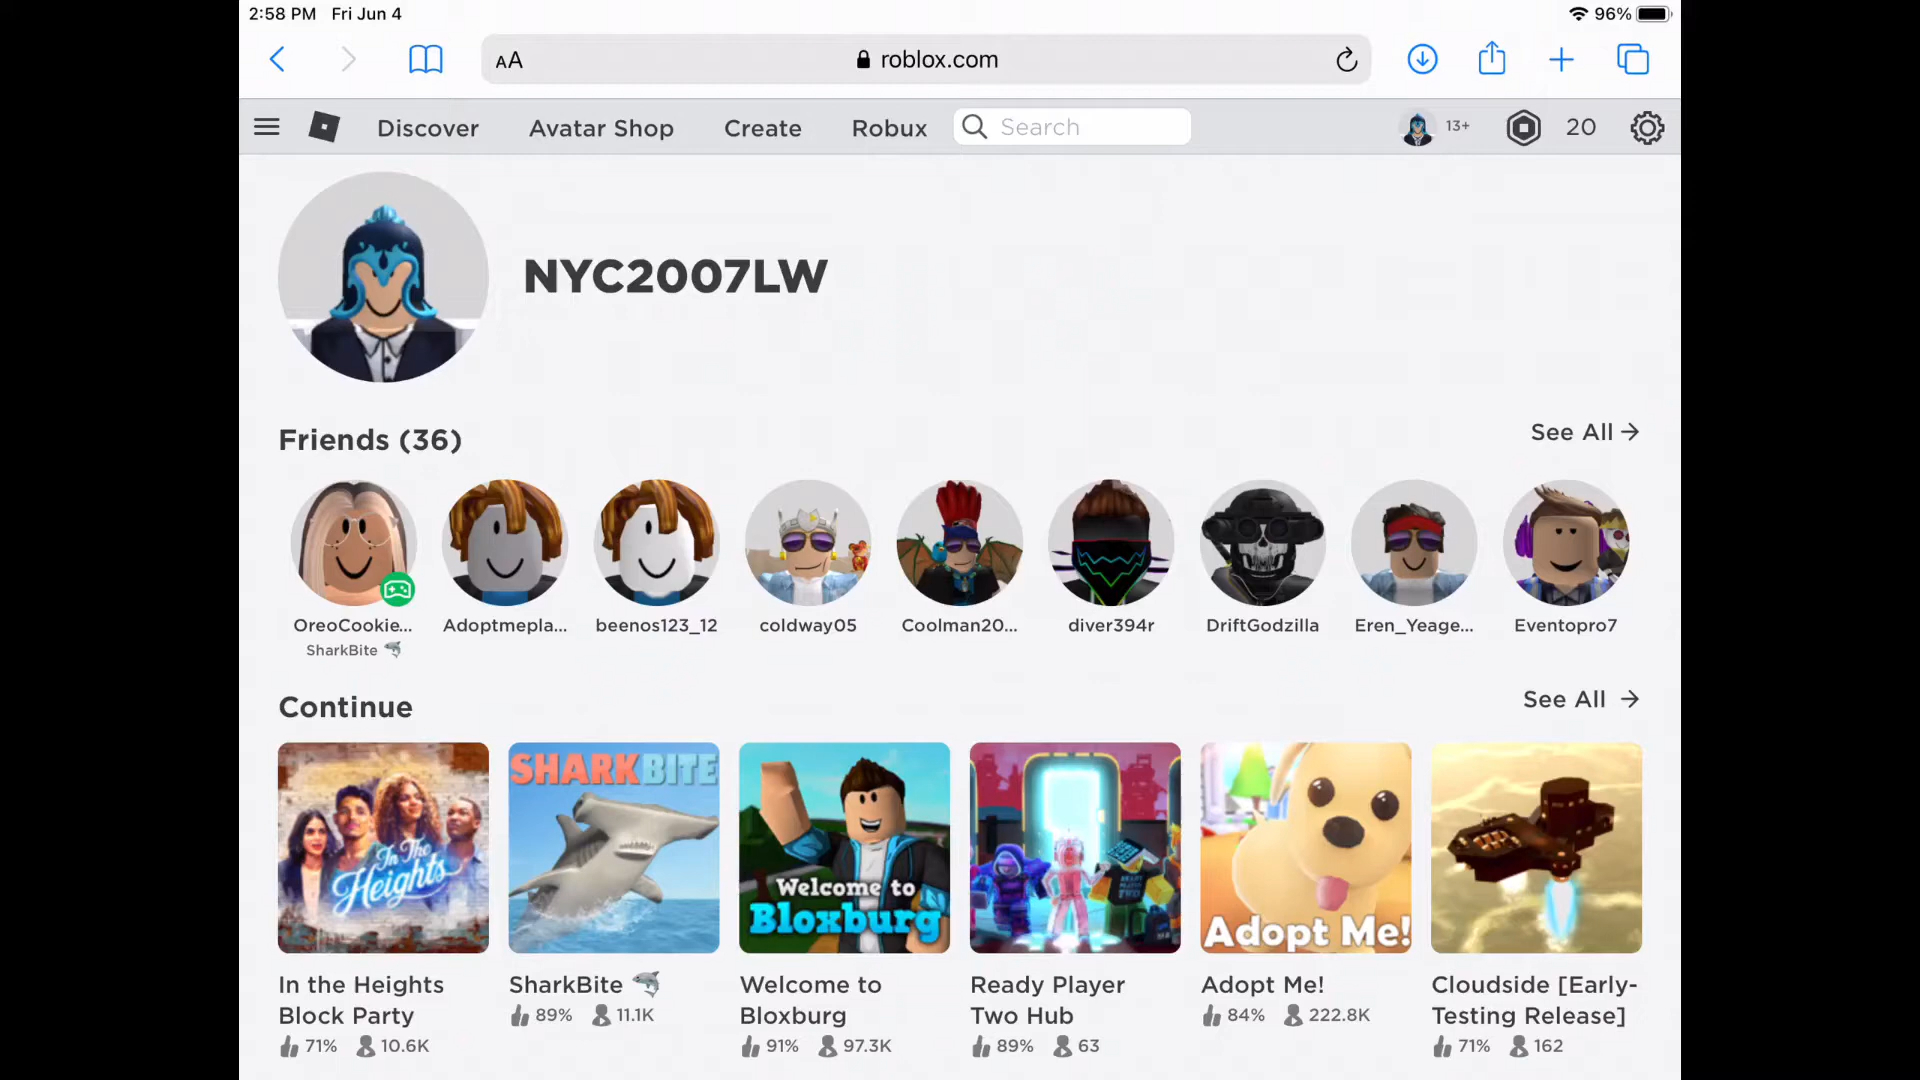 2:58 PM Fri Jun 4
96%
AA
roblox.com
Discover
Avatar Shop
Create
Robux
Search
13+
20
NYC2007LW
Friends (36)
See All
OreoCookie...
Adoptmepla...
beenos123_12
coldway05
Coolman20...
diver394r
DriftGodzilla
Eren_Yeage...
Eventopro7
SharkBite
Continue
See All
In The
Heights
SHARKBITE
Welcome to
Bloxburg
Adopt Me!
In the Heights
Block Party
71% 10.6K
SharkBite
89% 11.1K
Welcome to
Bloxburg
91% 97.3K
Ready Player
Two Hub
89% 63
Adopt Me!
84% 222.8K
Cloudside [Early-
Testing Release]
71% 162